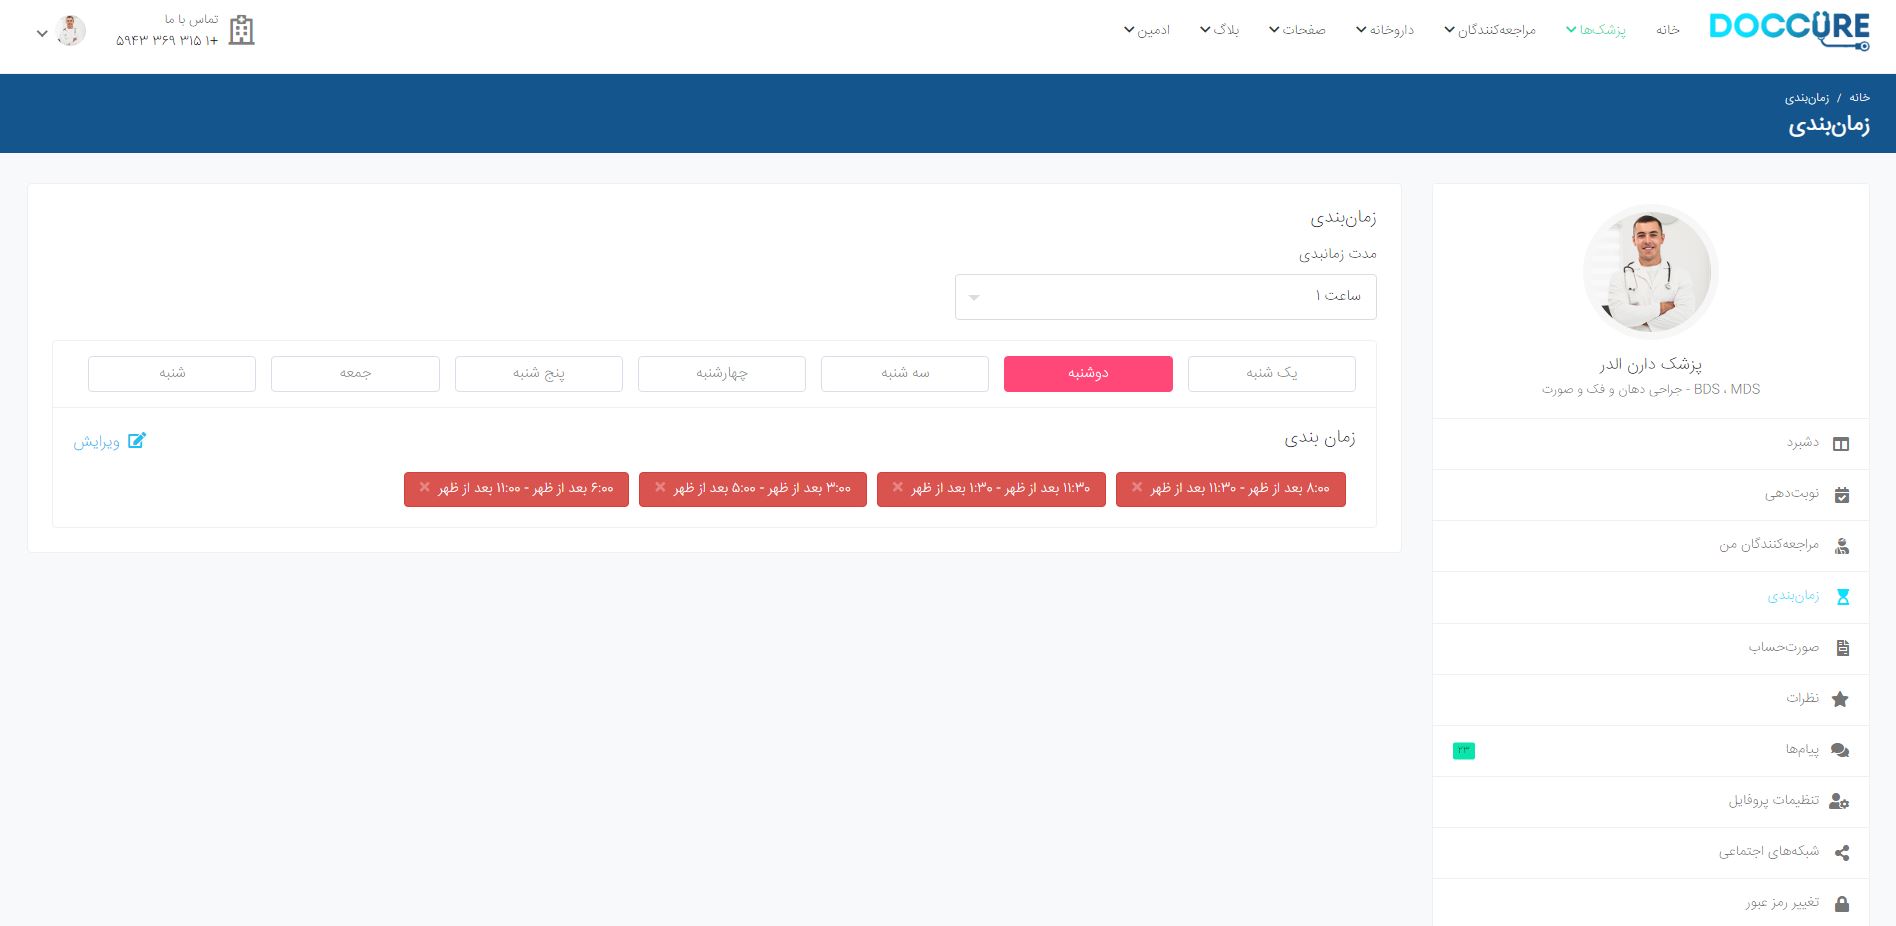 DOCCURE
خانه
پزشک‌ها
مراجعه‌کنندگان
داروخانه
صفحات
بلاگ
ادمین
تماس با ما
+۱ ۳۱۵ ۳۶۹ ۵۹۴۳
خانه / زمان‌بندی
زمان‌بندی
پزشک دارن الدر
BDS ، MDS - جراحی دهان و فک و صورت
دشبرد
نوبت‌دهی
مراجعه‌کنندگان من
زمان‌بندی
صورت‌حساب
نظرات
پیام‌ها
۲۳
تنظیمات پروفایل
شبکه‌های اجتماعی
تغییر رمز عبور
زمان‌بندی
مدت زمانبدی
ساعت ۱
یک شنبه
دوشنبه
سه شنبه
چهارشنبه
پنج شنبه
جمعه
شنبه
زمان بندی
ویرایش
۸:۰۰ بعد از ظهر - ۱۱:۳۰ بعد از ظهر
۱۱:۳۰ بعد از ظهر - ۱:۳۰ بعد از ظهر
۳:۰۰ بعد از ظهر - ۵:۰۰ بعد از ظهر
۶:۰۰ بعد از ظهر - ۱۱:۰۰ بعد از ظهر